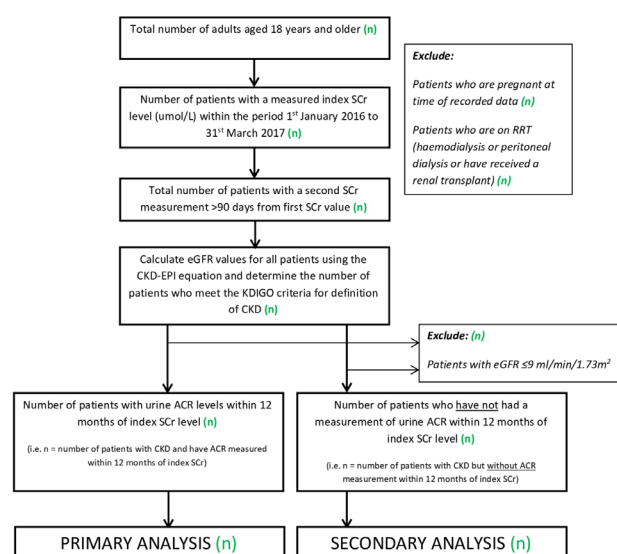 Total number of adults aged 18 years and older (n)
Exclude:
Patients who are pregnant at
time of recorded data (n)
Patients who are on RRT
(haemodialysis or peritoneal
dialysis or have received a
renal transplant) (n)
Number of patients with a measured index SCr
level (umol/L) within the period 1st January 2016 to
31st March 2017 (n)
Total number of patients with a second SCr
measurement >90 days from first SCr value (n)
Calculate eGFR values for all patients using the
CKD-EPI equation and determine the number of
patients who meet the KDIGO criteria for definition
of CKD (n)
Exclude: (n)
Patients with eGFR ≤9 ml/min/1.73m²
Number of patients with urine ACR levels within 12
months of index SCr level (n)
(i.e. n = number of patients with CKD and have ACR measured
within 12 months of index SCr)
Number of patients who have not had a
measurement of urine ACR within 12 months of
index SCr level (n)
(i.e. n = number of patients with CKD but without ACR
measurement within 12 months of index SCr)
PRIMARY ANALYSIS (n)
SECONDARY ANALYSIS (n)